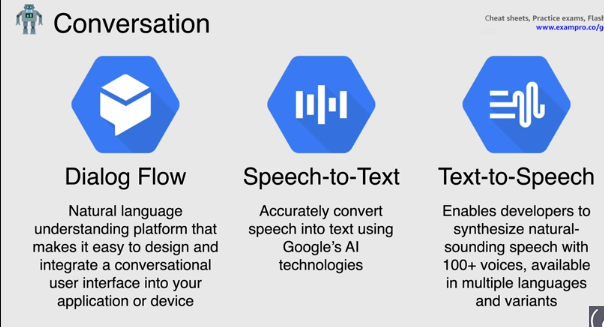 Conversation
Cheat sheets, Practice exams, Flash
www.exampro.co/g
Dialog Flow
Natural language
understanding platform that
makes it easy to design and
integrate a conversational
user interface into your
application or device
Speech-to-Text
Accurately convert
speech into text using
Google's AI
technologies
Text-to-Speech
Enables developers to
synthesize natural-
sounding speech with
100+ voices, available
in multiple languages
and variants